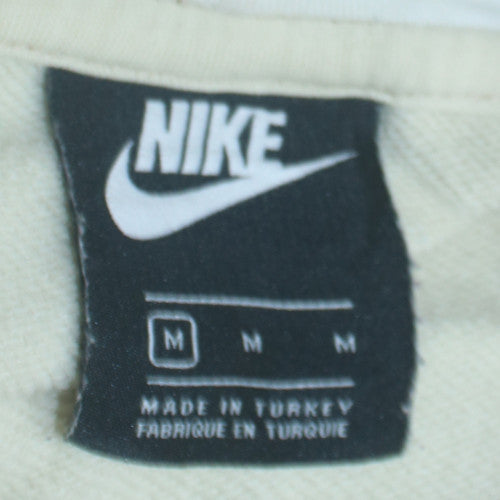 NIKE
M M M
MADE IN TURKEY
FABRIQUE EN TURQUIE